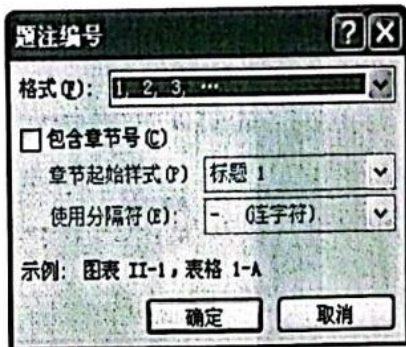 题注编号
格式(F): 1, 2, 3, …
包含章节号(C)
章节起始样式(P) 标题 1
使用分隔符(E): - (连字符)
示例: 图表 II-1, 表格 1-A
确定 取消